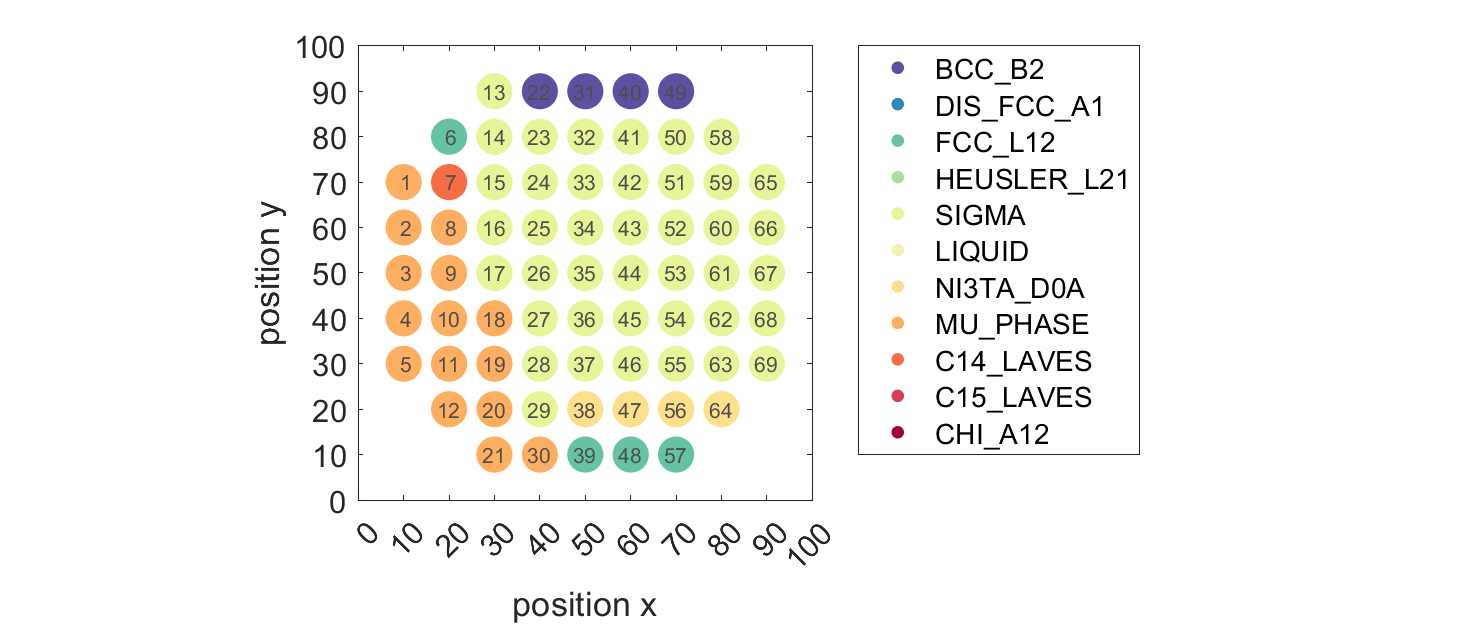 100
90 13 22 31 40 49
80 6 14 23 32 41 50 58
70 1 7 15 24 33 42 51 59 65
60 2 8 16 25 34 43 52 60 66
50 3 9 17 26 35 44 53 61 67
40 4 10 18 27 36 45 54 62 68
30 5 11 19 28 37 46 55 63 69
20 12 20 29 38 47 56 64
10 21 30 39 48 57
0
position y
0 10 20 30 40 50 60 70 80 90 100
position x
BCC_B2
DIS_FCC_A1
FCC_L12
HEUSLER_L21
SIGMA
LIQUID
NI3TA_D0A
MU_PHASE
C14_LAVES
C15_LAVES
CHI_A12